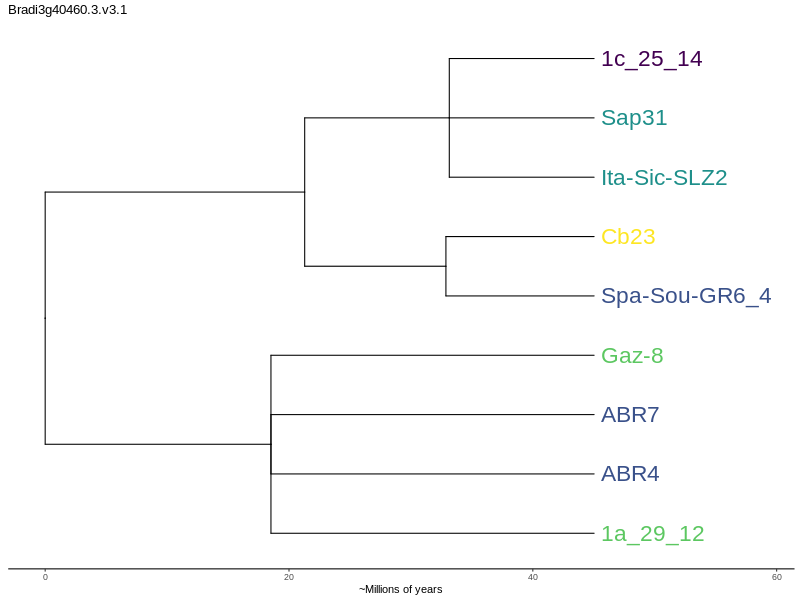 Bradi3g40460.3.v3.1
1c_25_14
Sap31
Ita-Sic-SLZ2
Cb23
Spa-Sou-GR6_4
Gaz-8
ABR7
ABR4
1a_29_12
0 20 40 60
~Millions of years